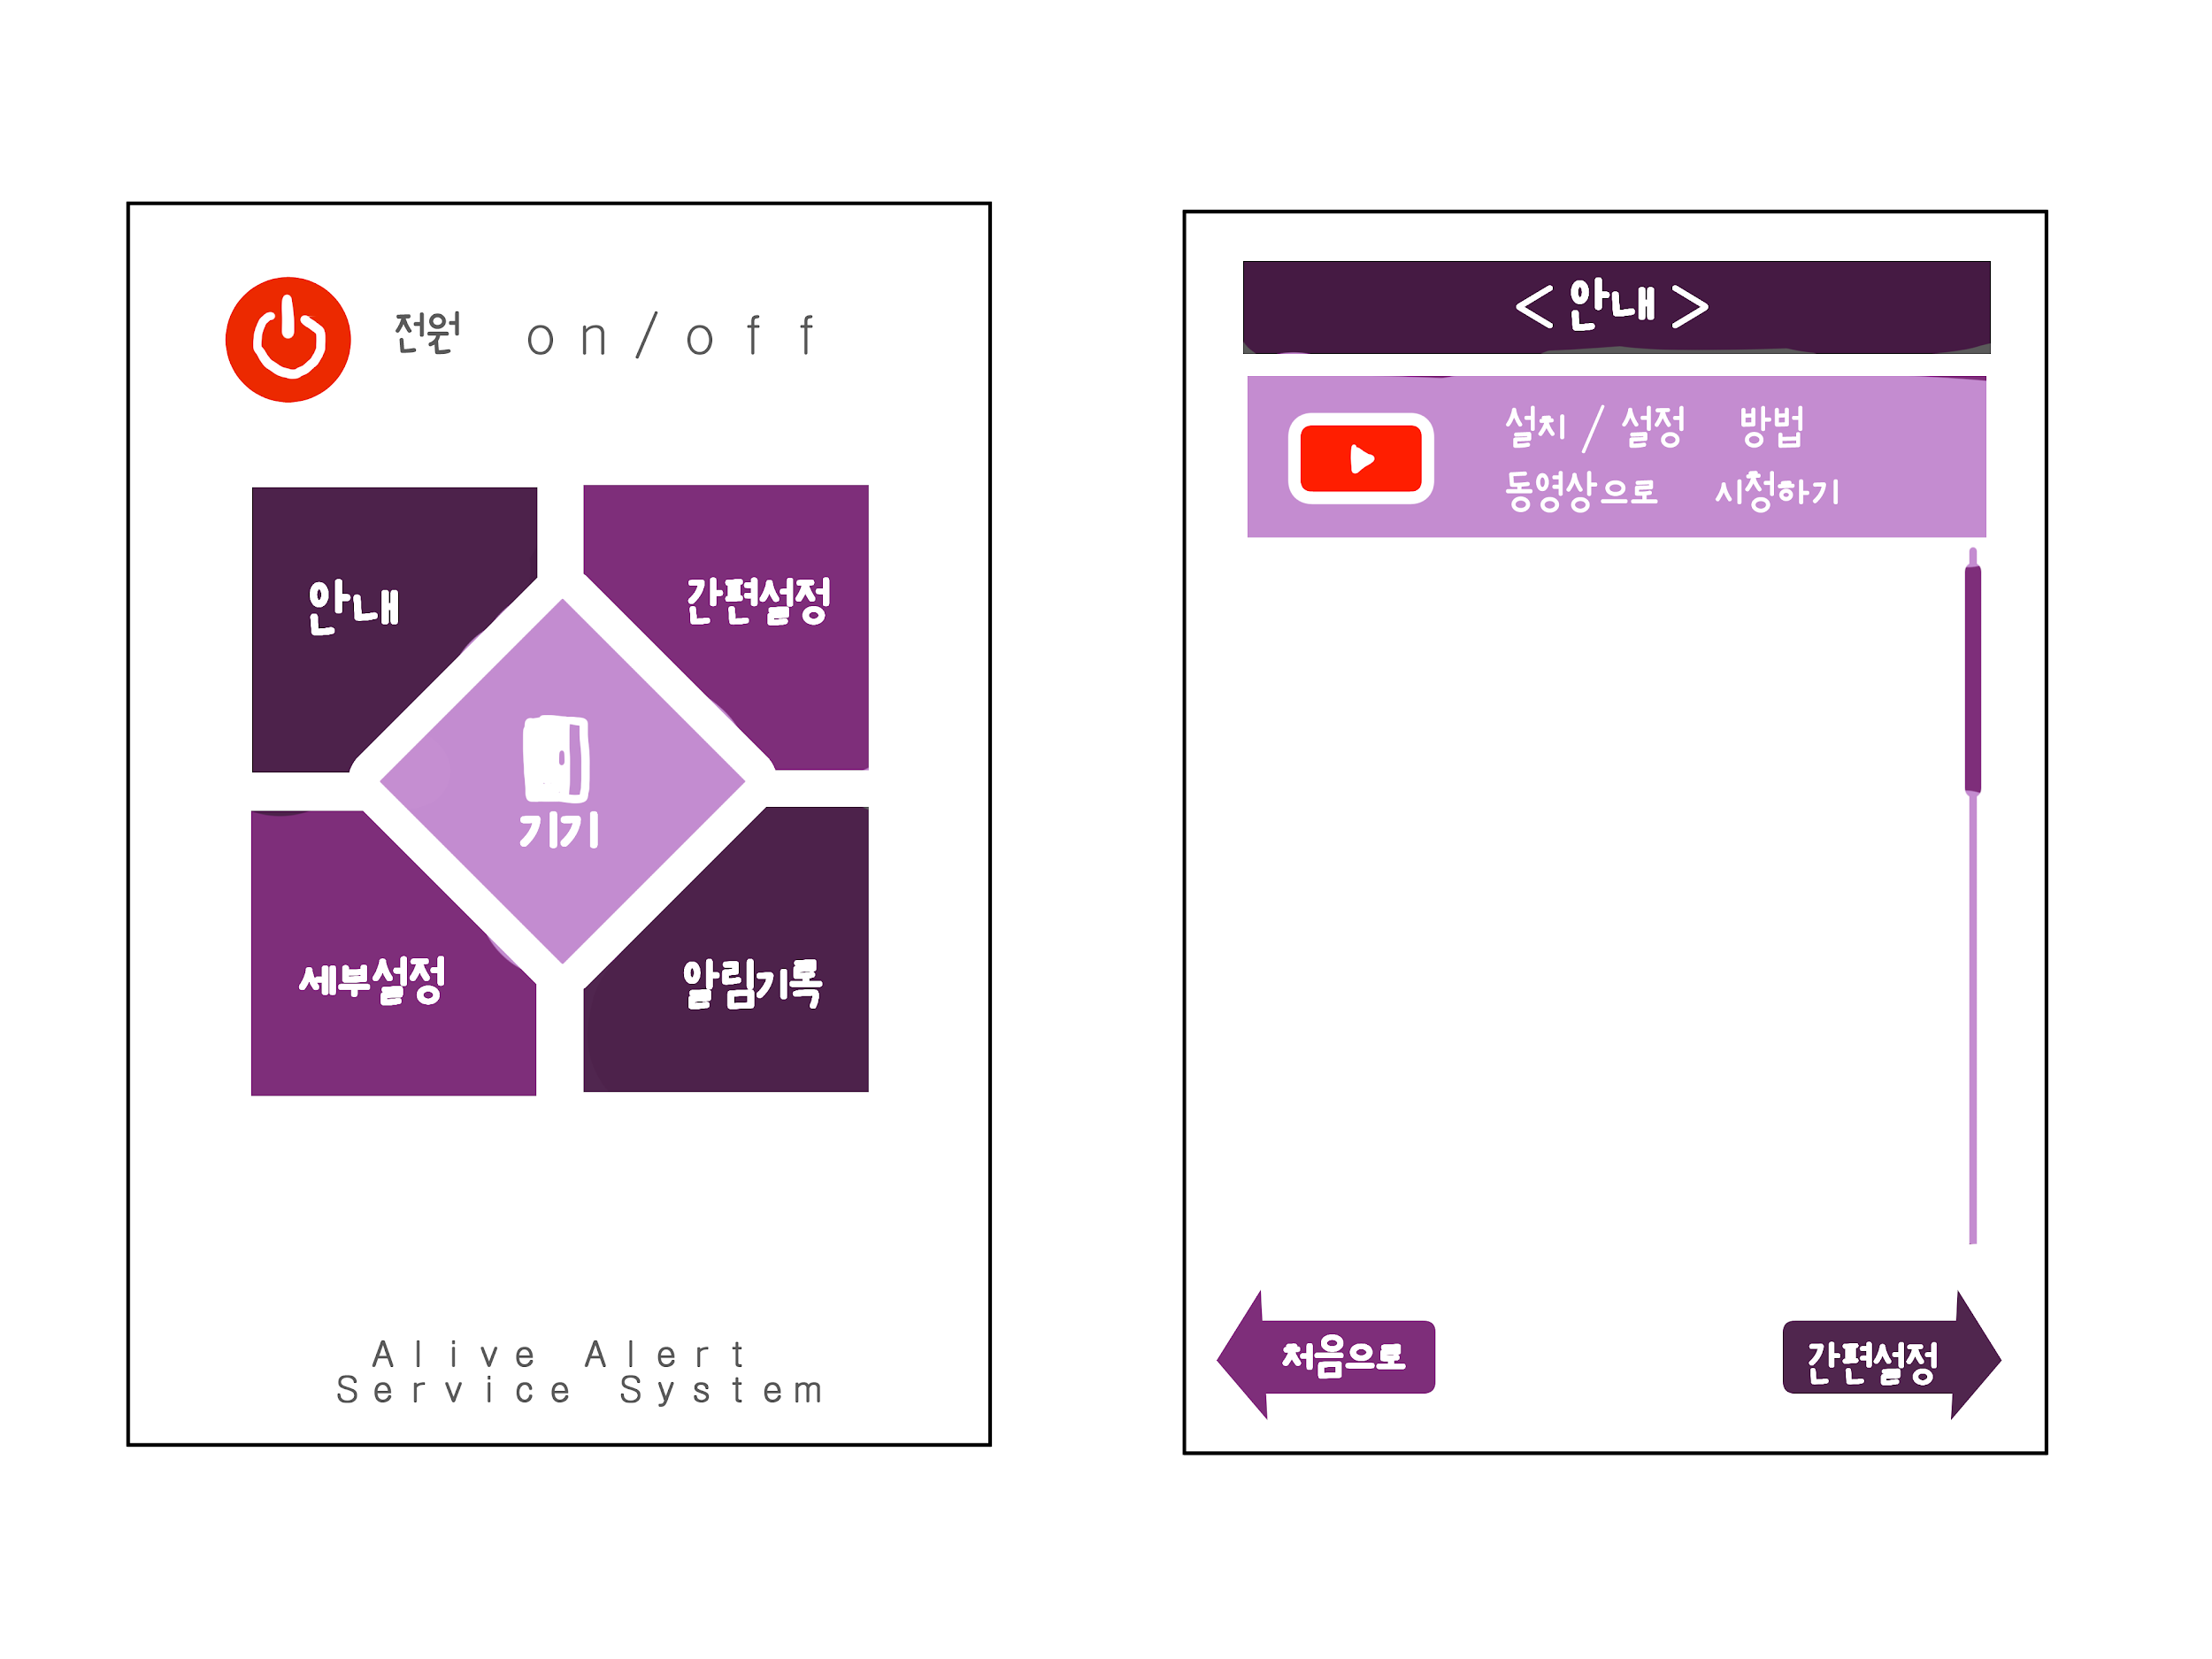 전원 on/off
안내
간편설정
기기
세부설정
알림기록
Alive Alert
Service System
<안내>
설치/설정 방법
동영상으로 시청하기
처음으로
간편설정